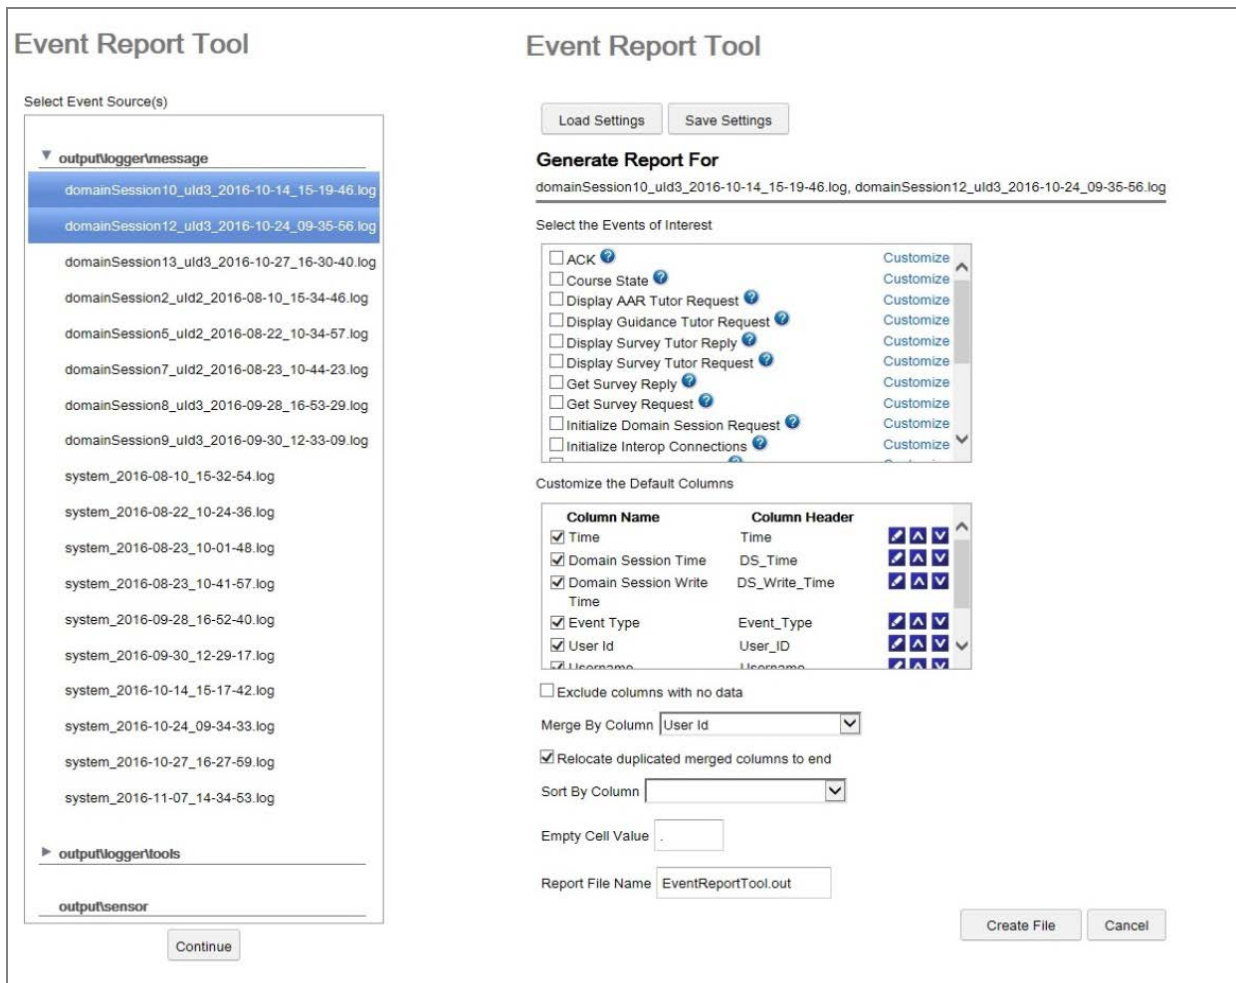 Event Report Tool
Select Event Source(s)
output\logger\message
domainSession10_uId3_2016-10-14_15-19-46.log
domainSession12_uId3_2016-10-24_09-35-56.log
domainSession13_uId3_2016-10-27_16-30-40.log
domainSession2_uId2_2016-08-10_15-34-46.log
domainSession5_uId2_2016-08-22_10-34-57.log
domainSession7_uId2_2016-08-23_10-44-23.log
domainSession8_uId3_2016-09-28_16-53-29.log
domainSession9_uId3_2016-09-30_12-33-09.log
system_2016-08-10_15-32-54.log
system_2016-08-22_10-24-36.log
system_2016-08-23_10-01-48.log
system_2016-08-23_10-41-57.log
system_2016-09-28_16-52-40.log
system_2016-09-30_12-29-17.log
system_2016-10-14_15-17-42.log
system_2016-10-24_09-34-33.log
system_2016-10-27_16-27-59.log
system_2016-11-07_14-34-53.log
output\logger\tools
output\sensor
Continue
Event Report Tool
Load Settings Save Settings
Generate Report For
domainSession10_uId3_2016-10-14_15-19-46.log, domainSession12_uId3_2016-10-24_09-35-56.log
Select the Events of Interest
ACK ? Customize
Course State ? Customize
Display AAR Tutor Request ? Customize
Display Guidance Tutor Request ? Customize
Display Survey Tutor Reply ? Customize
Display Survey Tutor Request ? Customize
Get Survey Reply ? Customize
Get Survey Request ? Customize
Initialize Domain Session Request ? Customize
Initialize Interop Connections ? Customize
Customize the Default Columns
Column Name Column Header
Time Time
Domain Session Time DS_Time
Domain Session Write DS_Write_Time
Time
Event Type Event_Type
User Id User_ID
Username Username
Exclude columns with no data
Merge By Column User Id
Relocate duplicated merged columns to end
Sort By Column
Empty Cell Value .
Report File Name EventReportTool.out
Create File Cancel